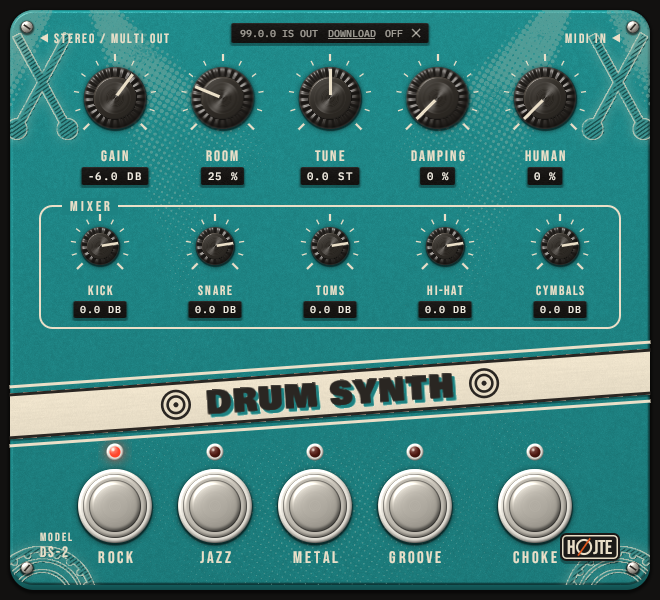 99.0.0 IS OUT DOWNLOAD OFF
STEREO / MULTI OUT
MIDI IN
GAIN ROOM TUNE DAMPING HUMAN
-6.0 DB 25 % 0.0 ST 0 % 0 %
MIXER
KICK SNARE TOMS HI-HAT CYMBALS
0.0 DB 0.0 DB 0.0 DB 0.0 DB 0.0 DB
DRUM SYNTH
MODEL
DS-2
ROCK JAZZ METAL GROOVE CHOKE
HØJTE